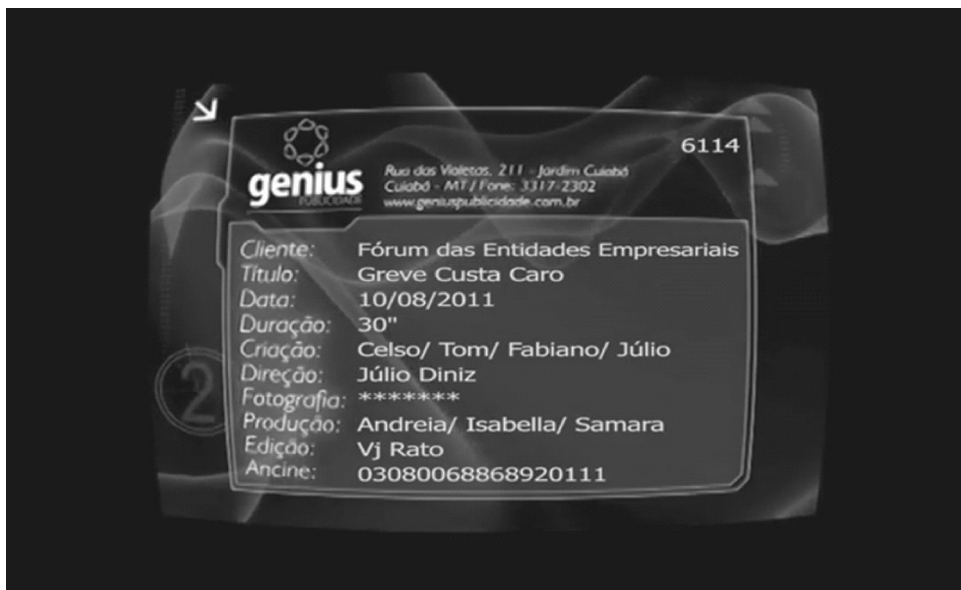 6114
genius
PUBLICIDADE
Rua das Violetas, 211 - Jardim Cuiabá
Cuiabá - MT / Fone: 3317-2302
www.geniuspublicidade.com.br
Cliente: Fórum das Entidades Empresariais
Título: Greve Custa Caro
Data: 10/08/2011
Duração: 30"
Criação: Celso/ Tom/ Fabiano/ Júlio
Direção: Júlio Diniz
Fotografia: *******
Produção: Andreia/ Isabella/ Samara
Edição: Vj Rato
Ancine: 03080068868920111
2